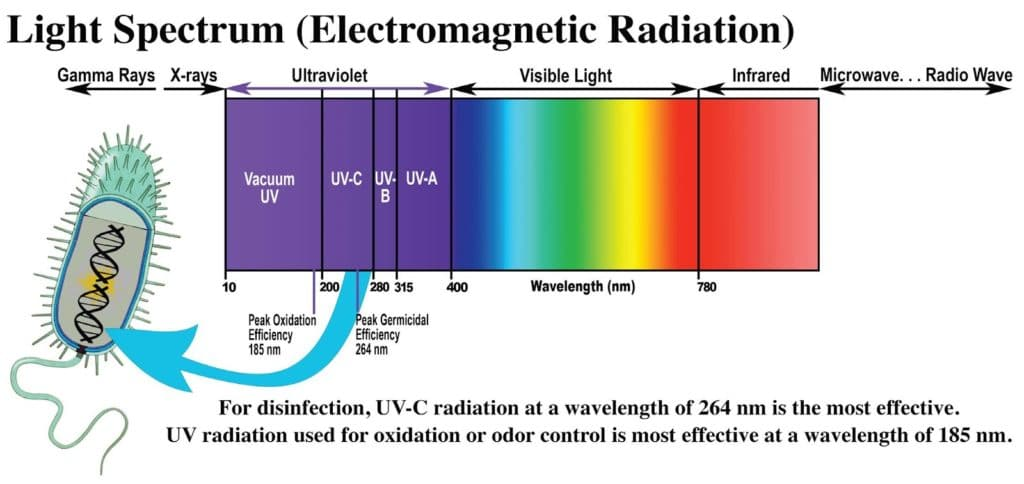 Light Spectrum (Electromagnetic Radiation)
Gamma Rays X-rays Ultraviolet Visible Light Infrared Microwave. . . Radio Wave
Vacuum
UV
UV-C
UV-
B
UV-A
10 200 280 315 400 Wavelength (nm) 780
Peak Oxidation
Efficiency
185 nm
Peak Germicidal
Efficiency
264 nm
For disinfection, UV-C radiation at a wavelength of 264 nm is the most effective.
UV radiation used for oxidation or odor control is most effective at a wavelength of 185 nm.